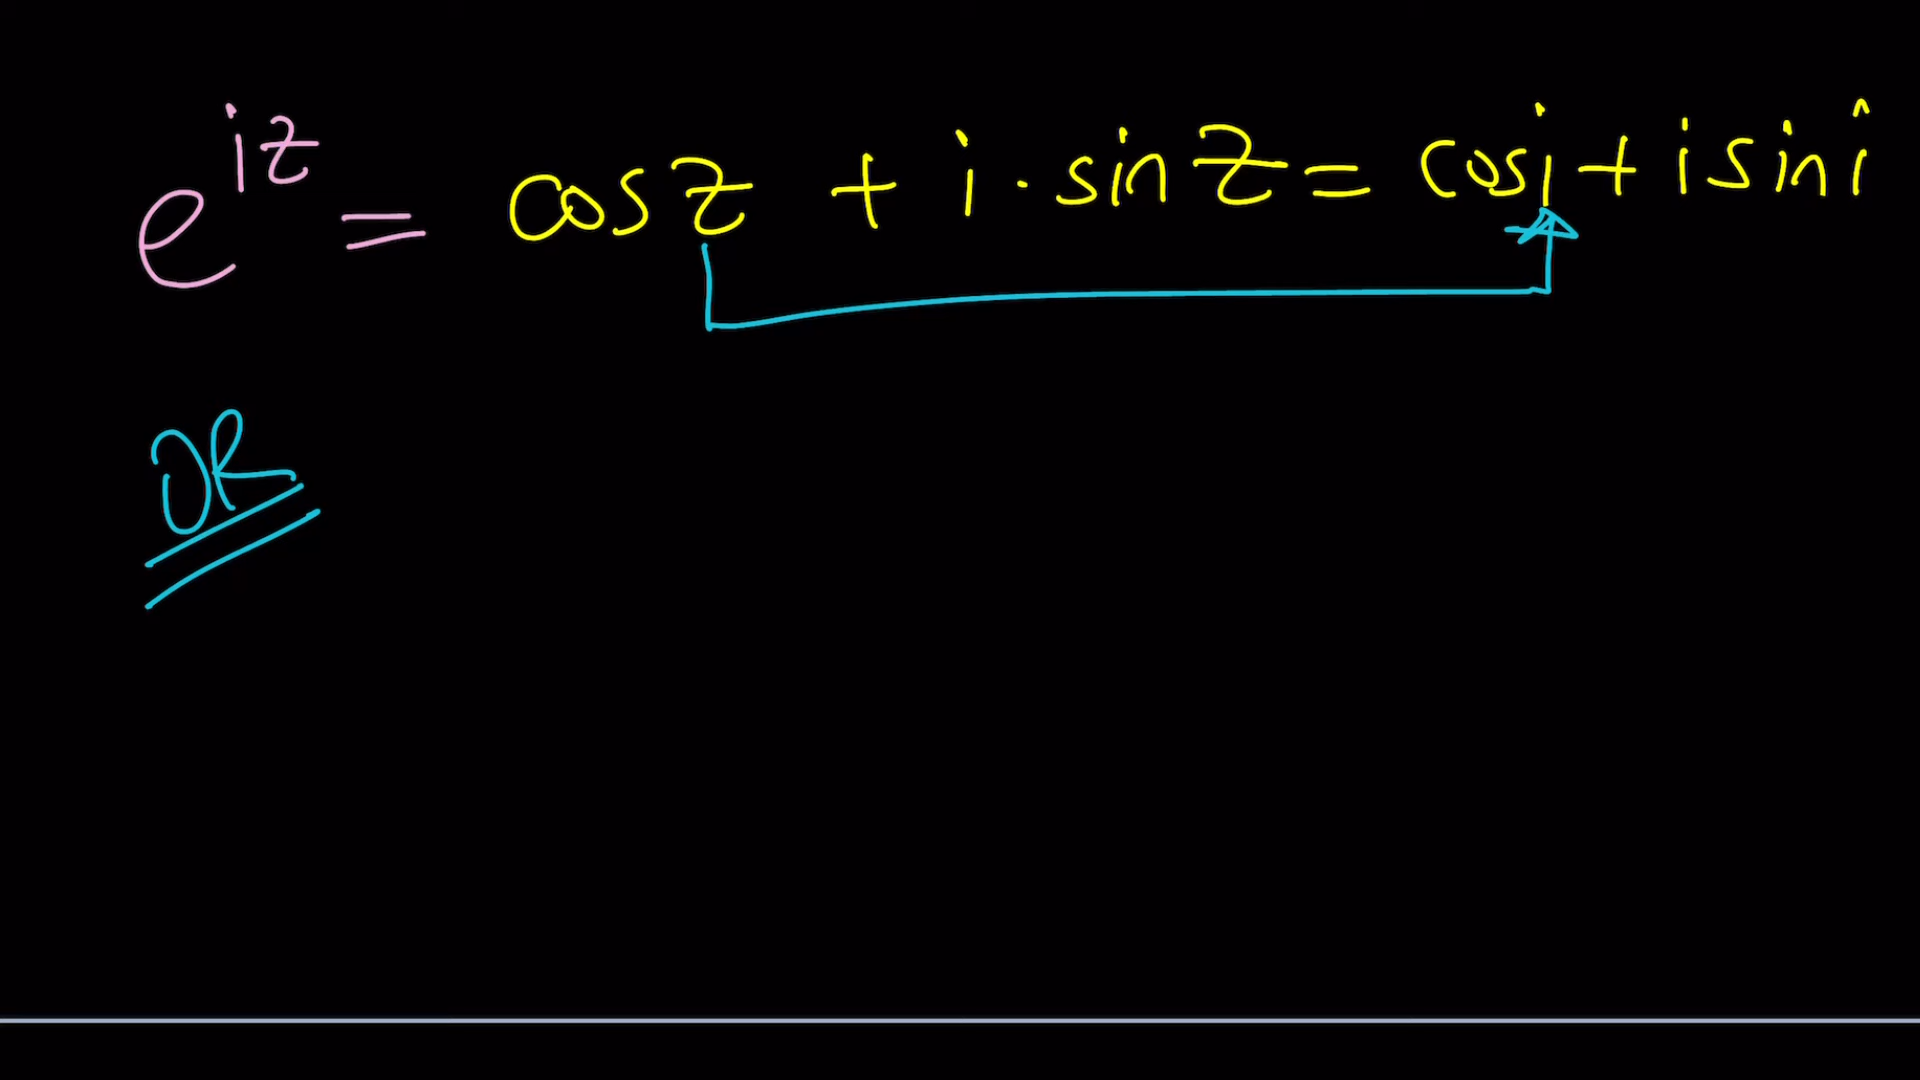 e^{iz} = cos z + i · sin z = cos i + i sin i
OR